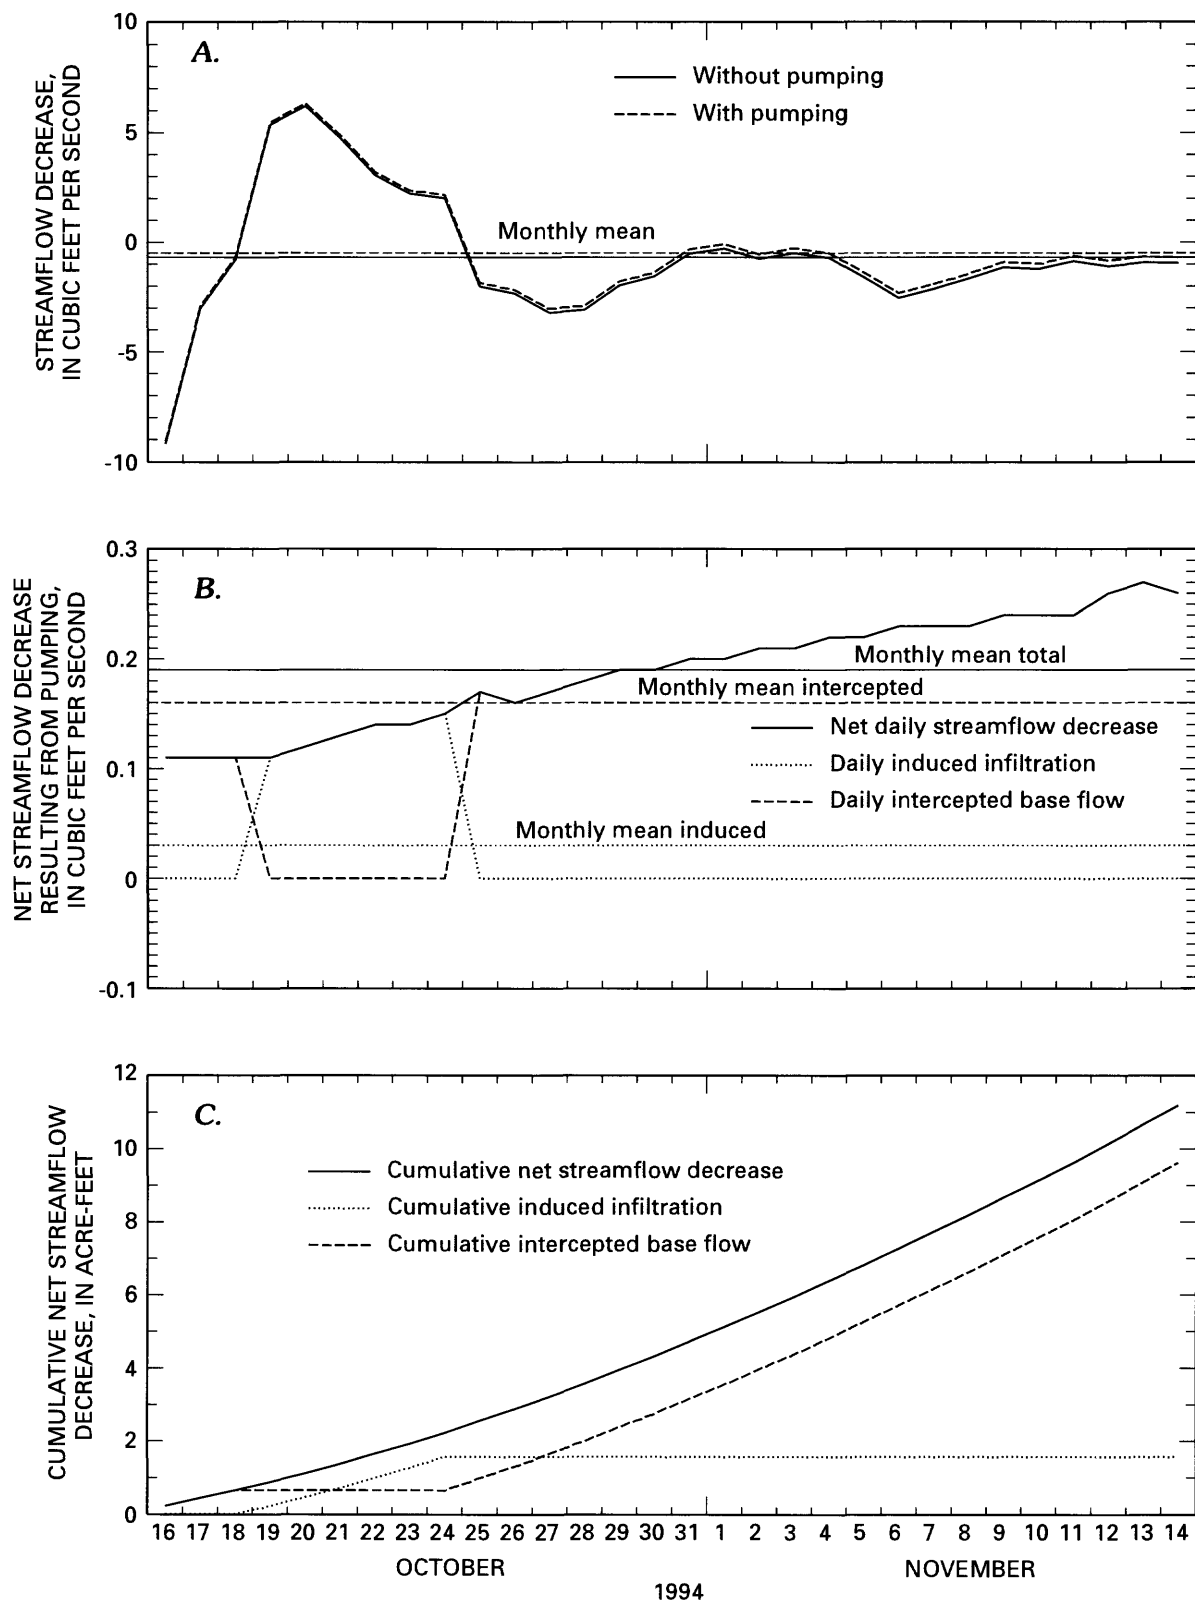 A.
STREAMFLOW DECREASE,
IN CUBIC FEET PER SECOND
10
5
0
-5
-10
Without pumping
With pumping
Monthly mean
B.
NET STREAMFLOW DECREASE
RESULTING FROM PUMPING,
IN CUBIC FEET PER SECOND
0.3
0.2
0.1
0
-0.1
Monthly mean total
Monthly mean intercepted
Net daily streamflow decrease
Daily induced infiltration
Daily intercepted base flow
Monthly mean induced
C.
CUMULATIVE NET STREAMFLOW
DECREASE, IN ACRE-FEET
12
10
8
6
4
2
0
Cumulative net streamflow decrease
Cumulative induced infiltration
Cumulative intercepted base flow
16 17 18 19 20 21 22 23 24 25 26 27 28 29 30 31 1 2 3 4 5 6 7 8 9 10 11 12 13 14
OCTOBER NOVEMBER
1994